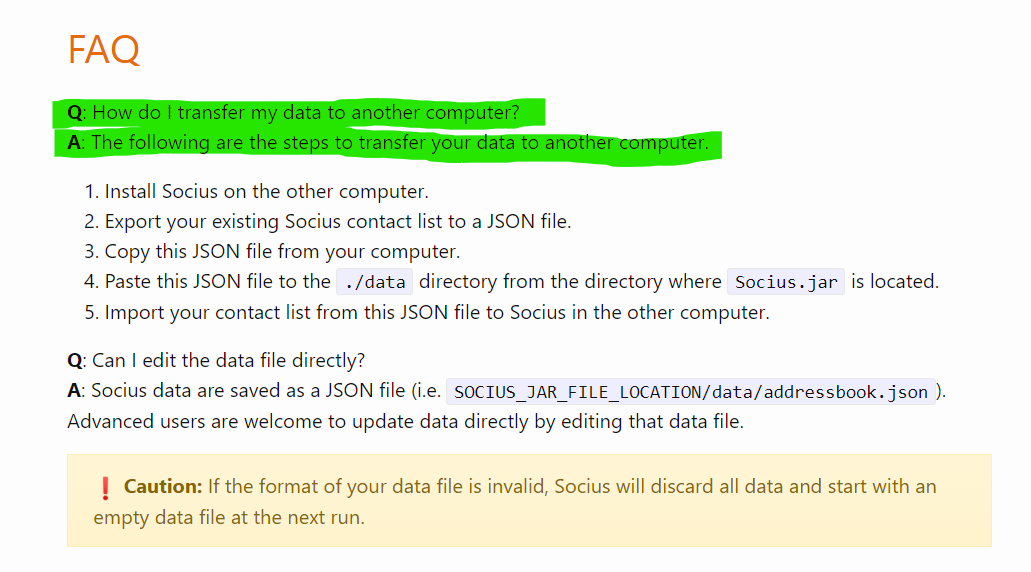 FAQ
Q: How do I transfer my data to another computer?
A: The following are the steps to transfer your data to another computer.
1. Install Socius on the other computer.
2. Export your existing Socius contact list to a JSON file.
3. Copy this JSON file from your computer.
4. Paste this JSON file to the ./data directory from the directory where Socius.jar is located.
5. Import your contact list from this JSON file to Socius in the other computer.
Q: Can I edit the data file directly?
A: Socius data are saved as a JSON file (i.e. SOCIUS_JAR_FILE_LOCATION/data/addressbook.json).
Advanced users are welcome to update data directly by editing that data file.
❗ Caution: If the format of your data file is invalid, Socius will discard all data and start with an
empty data file at the next run.